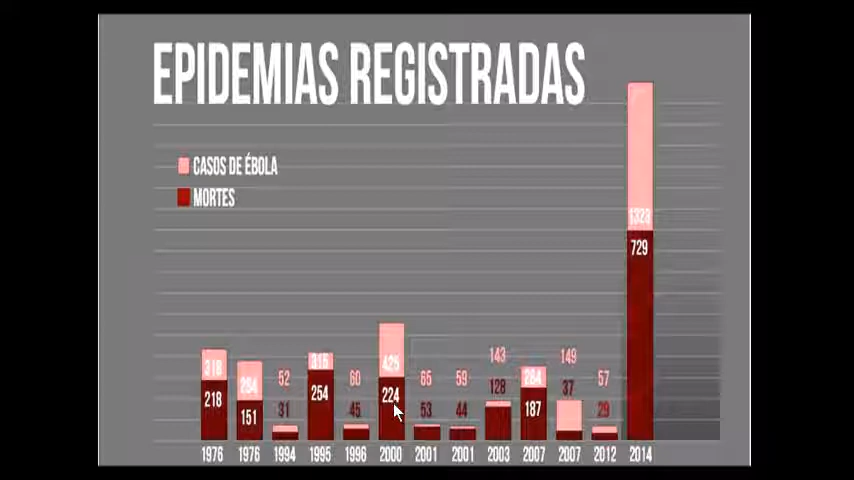 EPIDEMIAS REGISTRADAS
CASOS DE ÉBOLA
MORTES
318 284 52 315 60 425 65 59 143 264 149 57 1323
218 151 31 254 45 224 53 44 128 187 37 29 729
1976 1976 1994 1995 1996 2000 2001 2001 2003 2007 2007 2012 2014